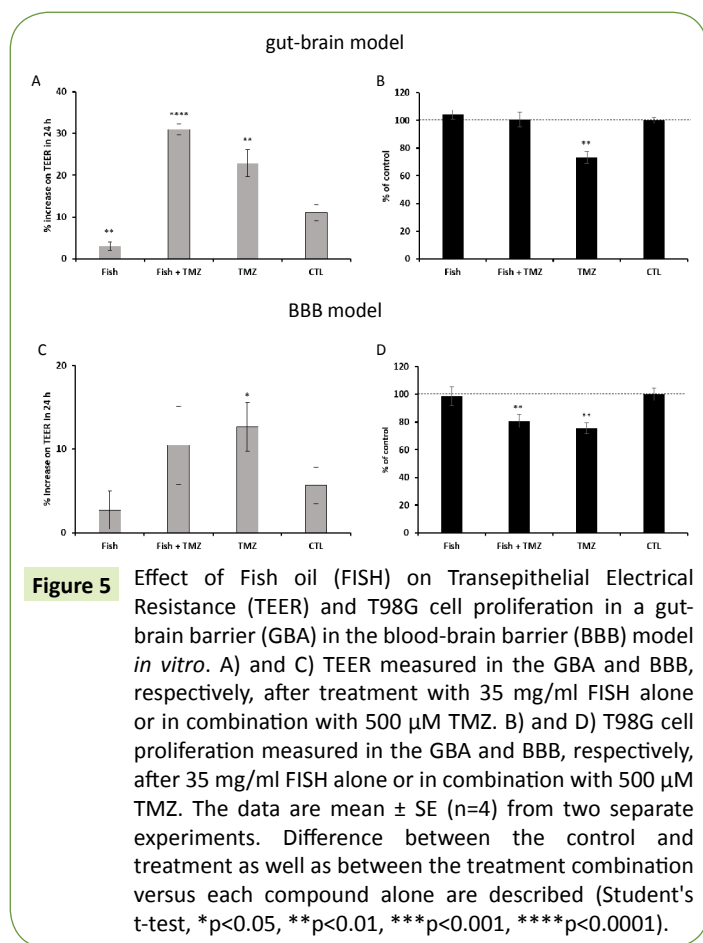 gut-brain model
A
% increase on TEER in 24 h
40
30
20
10
0
**
****
**
Fish
Fish + TMZ
TMZ
CTL
B
% of control
120
100
80
60
40
20
0
**
Fish
Fish + TMZ
TMZ
CTL
BBB model
C
% Increase on TEER in 24 h
20
10
0
*
Fish
Fish + TMZ
TMZ
CTL
D
% of control
120
100
80
60
40
20
0
**
**
Fish
Fish + TMZ
TMZ
CTL
Figure 5
Effect of Fish oil (FISH) on Transepithelial Electrical
Resistance (TEER) and T98G cell proliferation in a gut-
brain barrier (GBA) in the blood-brain barrier (BBB) model
in vitro. A) and C) TEER measured in the GBA and BBB,
respectively, after treatment with 35 mg/ml FISH alone
or in combination with 500 µM TMZ. B) and D) T98G cell
proliferation measured in the GBA and BBB, respectively,
after 35 mg/ml FISH alone or in combination with 500 µM
TMZ. The data are mean ± SE (n=4) from two separate
experiments. Difference between the control and
treatment as well as between the treatment combination
versus each compound alone are described (Student's
t-test, *p<0.05, **p<0.01, ***p<0.001, ****p<0.0001).